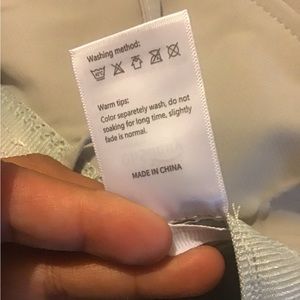 Washing method:
Warm tips:
Color separetely wash, do not
soaking for long time, slightly
fade is normal.
MADE IN CHINA